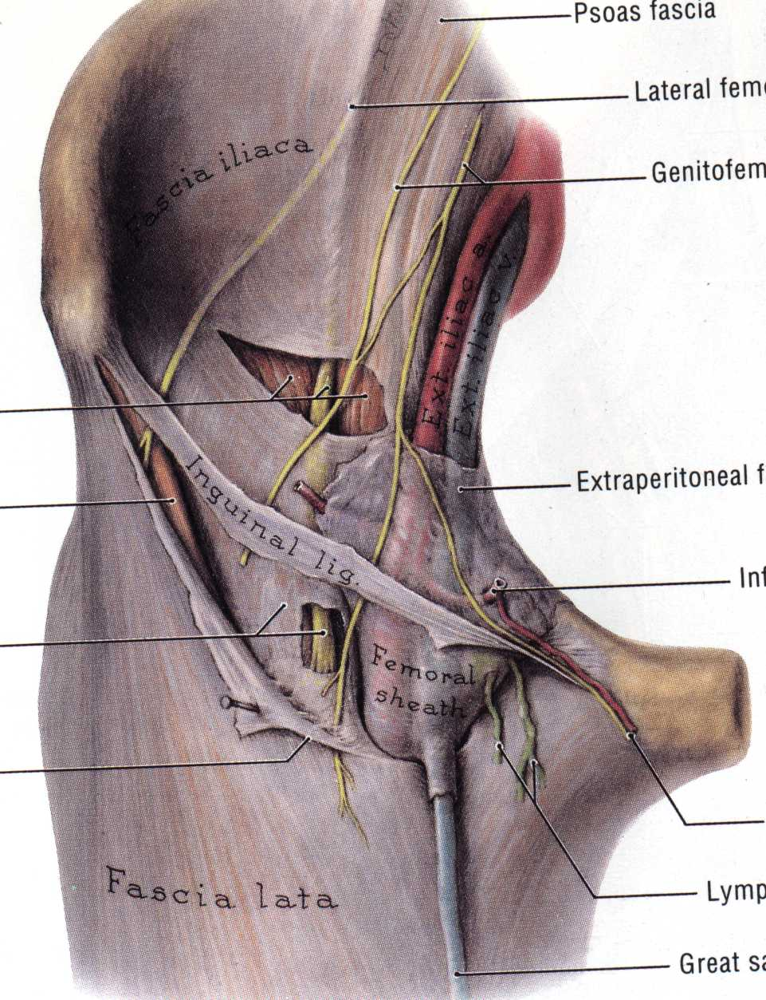 Psoas fascia
Lateral fem
Genitofem
Fascia iliaca
Ext. iliac a.
Ext. iliac v.
Inguinal lig.
Extraperitoneal f
Inf
Femoral
sheath
Lymp
Fascia lata
Great sa